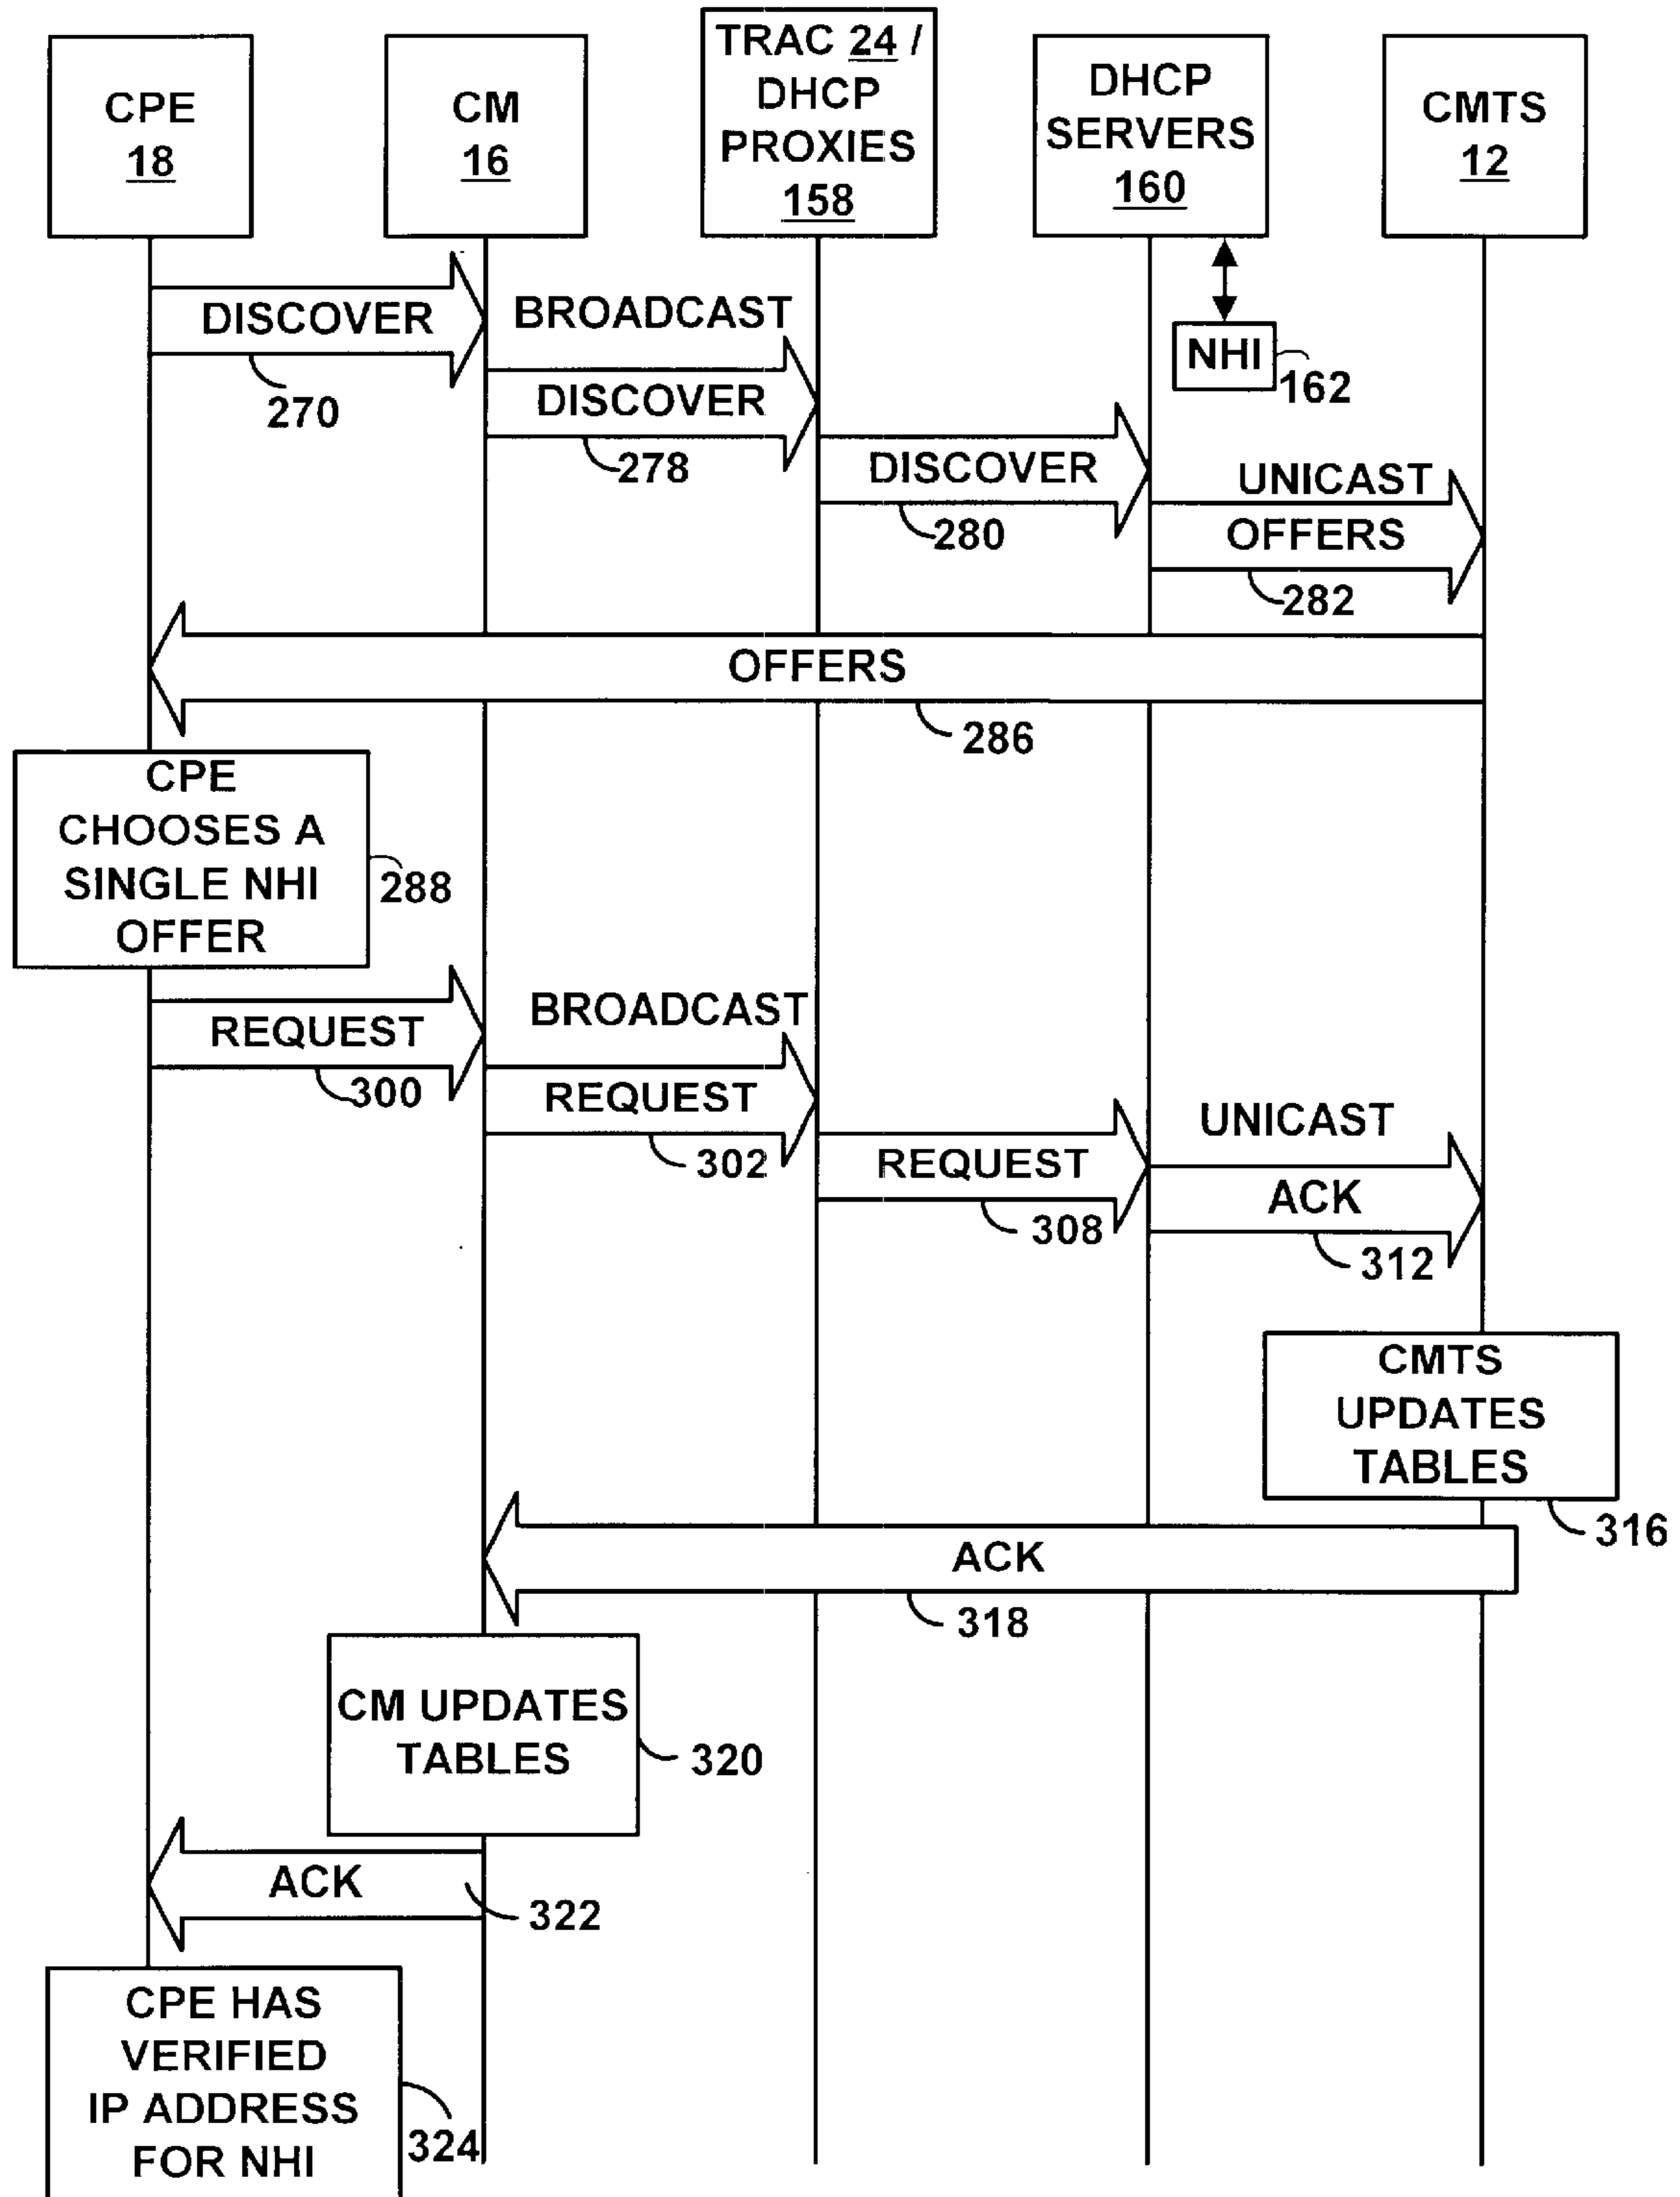 CPE
18
CM
16
TRAC 24 /
DHCP
PROXIES
158
DHCP
SERVERS
160
CMTS
12
DISCOVER
270
BROADCAST
DISCOVER
278
NHI
162
DISCOVER
280
UNICAST
OFFERS
282
OFFERS
286
CPE
CHOOSES A
SINGLE NHI
OFFER
288
REQUEST
300
BROADCAST
REQUEST
302
REQUEST
308
UNICAST
ACK
312
CMTS
UPDATES
TABLES
316
ACK
318
CM UPDATES
TABLES
320
ACK
322
CPE HAS
VERIFIED
IP ADDRESS
FOR NHI
324